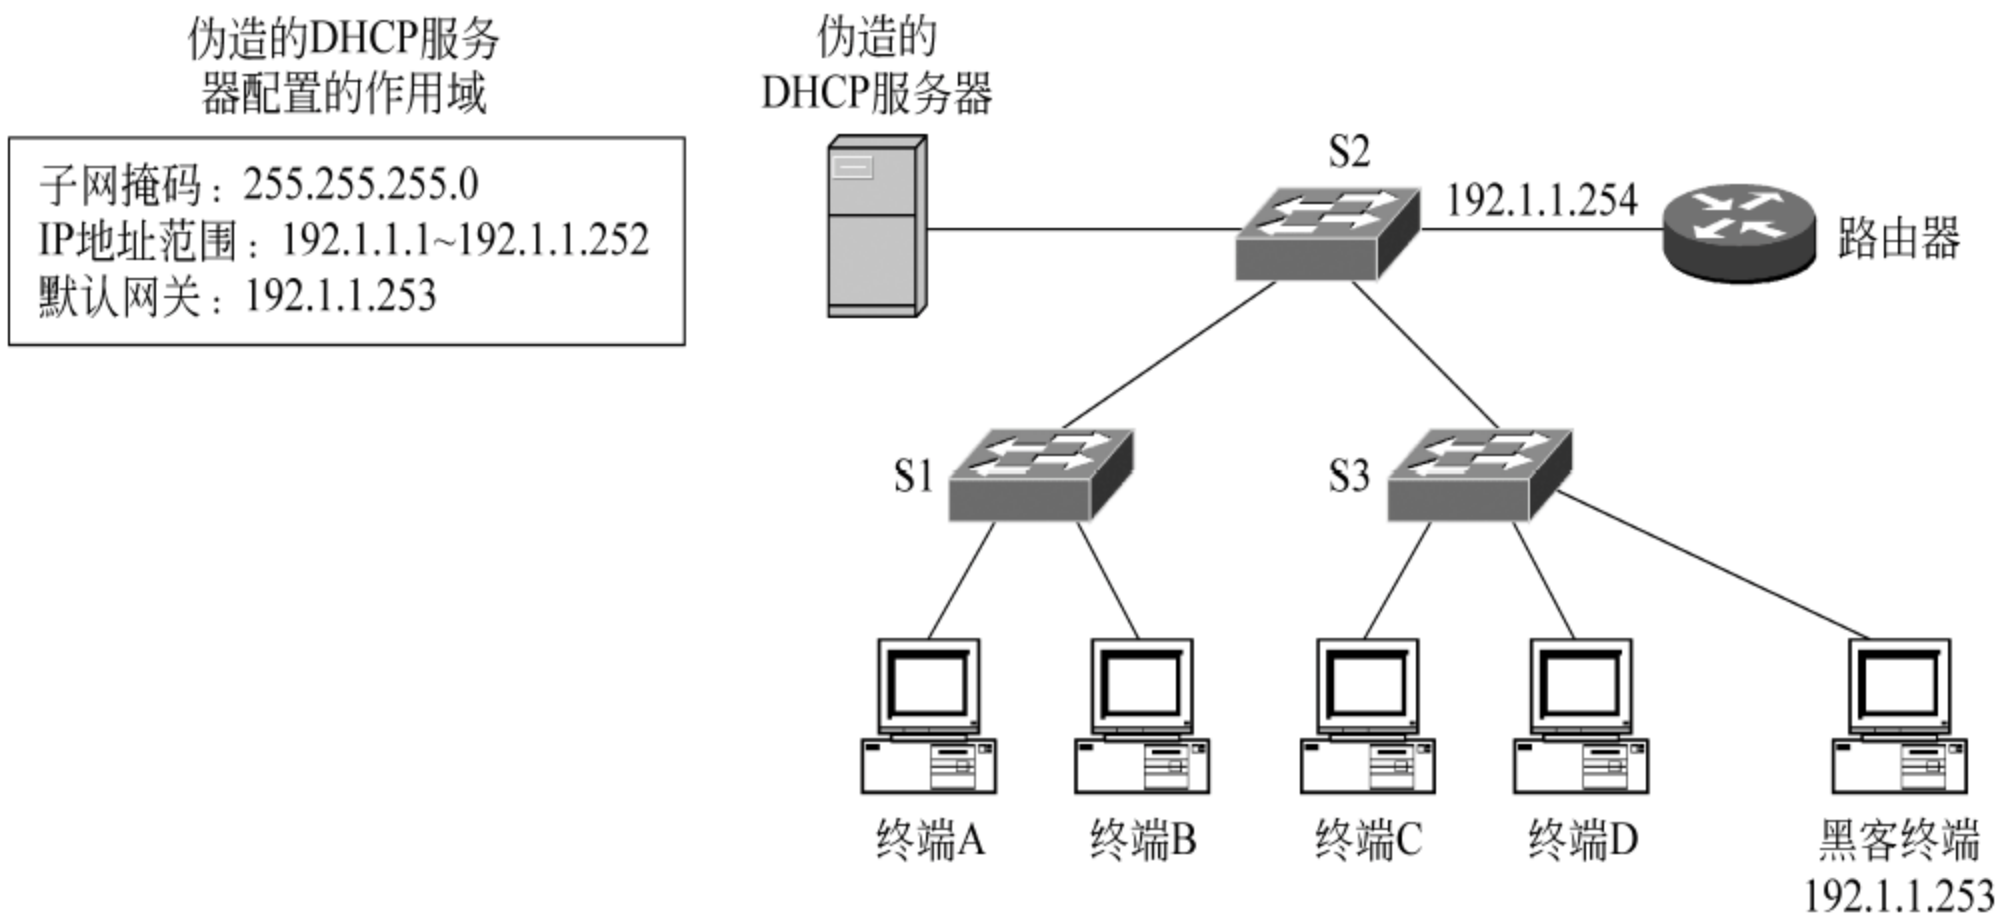 伪造的DHCP服务
器配置的作用域
子网掩码：255.255.255.0
IP地址范围：192.1.1.1~192.1.1.252
默认网关：192.1.1.253
伪造的
DHCP服务器
S2
192.1.1.254
路由器
S1
S3
终端A
终端B
终端C
终端D
黑客终端
192.1.1.253